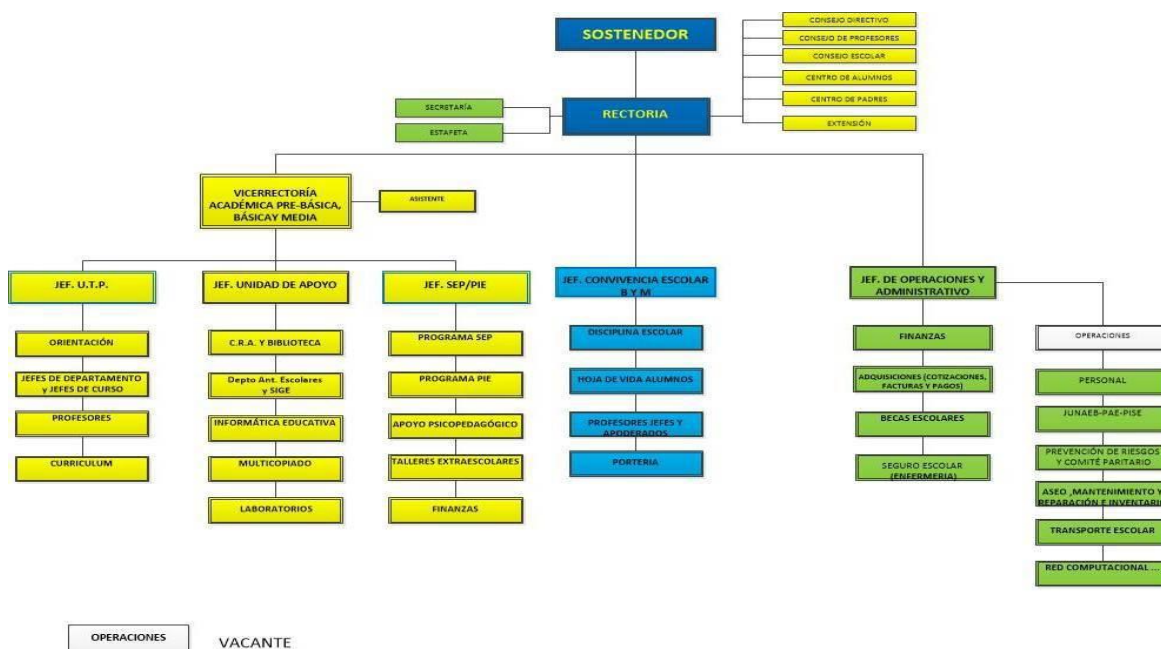 SOSTENEDOR
CONSEJO DIRECTIVO
CONSEJO DE PROFESORES
CONSEJO ESCOLAR
CENTRO DE ALUMNOS
CENTRO DE PADRES
EXTENSIÓN
SECRETARÍA
ESTAFETA
RECTORIA
VICERRECTORÍA
ACADÉMICA PRE-BÁSICA,
BÁSICAY MEDIA
ASISTENTE
JEF. U.T.P.
ORIENTACIÓN
JEFES DE DEPARTAMENTO
y JEFES DE CURSO
PROFESORES
CURRICULUM
JEF. UNIDAD DE APOYO
C.R.A. Y BIBLIOTECA
Depto Ant. Escolares
y SIGE
INFORMÁTICA EDUCATIVA
MULTICOPIADO
LABORATORIOS
JEF. SEP/PIE
PROGRAMA SEP
PROGRAMA PIE
APOYO PSICOPEDAGÓGICO
TALLERES EXTRAESCOLARES
FINANZAS
JEF. CONVIVENCIA ESCOLAR
B Y M
DISCIPLINA ESCOLAR
HOJA DE VIDA ALUMNOS
PROFESORES JEFES Y
APODERADOS
PORTERIA
JEF. DE OPERACIONES Y
ADMINISTRATIVO
FINANZAS
ADQUISICIONES (COTIZACIONES,
FACTURAS Y PAGOS)
BECAS ESCOLARES
SEGURO ESCOLAR
(ENFERMERIA)
OPERACIONES
PERSONAL
JUNAEB-PAE-PISE
PREVENCIÓN DE RIESGOS
Y COMITÉ PARITARIO
ASEO ,MANTENIMIENTO Y
REPARACIÓN E INVENTARIO
TRANSPORTE ESCOLAR
RED COMPUTACIONAL ...
OPERACIONES
VACANTE